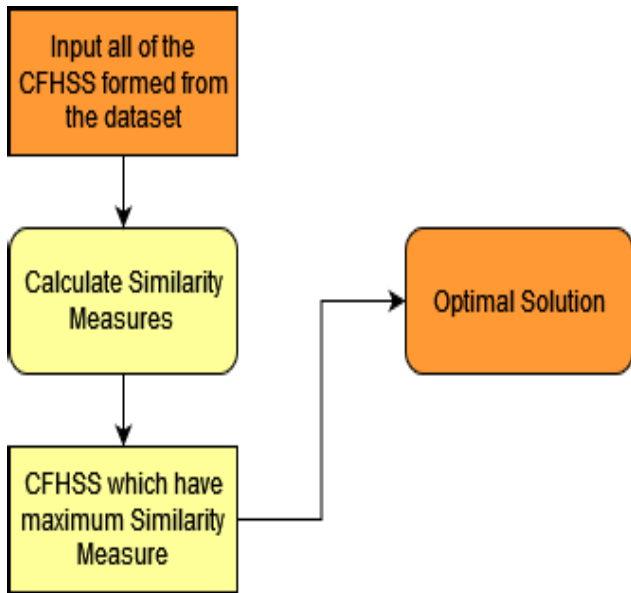 Input all of the
CFHSS formed from
the dataset
Calculate Similarity
Measures
Optimal Solution
CFHSS which have
maximum Similarity
Measure